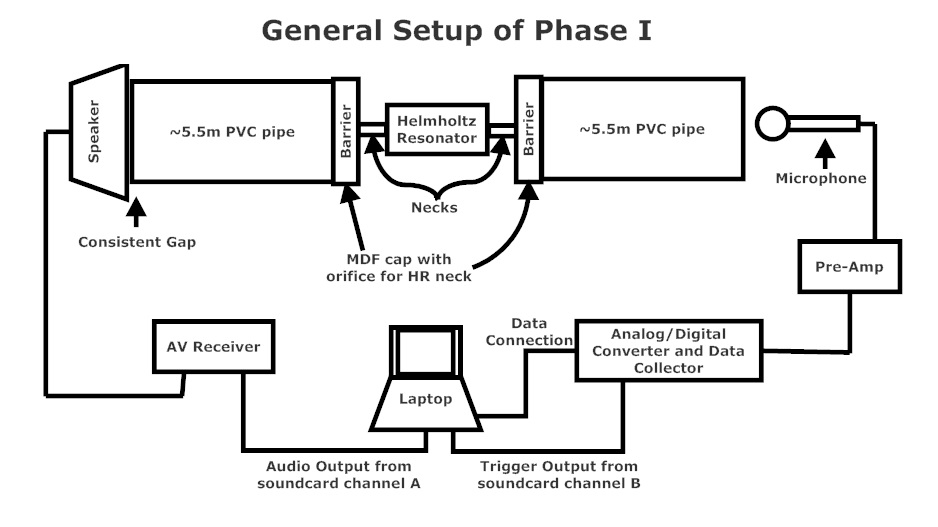 General Setup of Phase I
Speaker
~5.5m PVC pipe
Barrier
Helmholtz
Resonator
Barrier
~5.5m PVC pipe
Microphone
Necks
Consistent Gap
MDF cap with
orifice for HR neck
Pre-Amp
AV Receiver
Laptop
Data
Connection
Analog/Digital
Converter and Data
Collector
Audio Output from
soundcard channel A
Trigger Output from
soundcard channel B